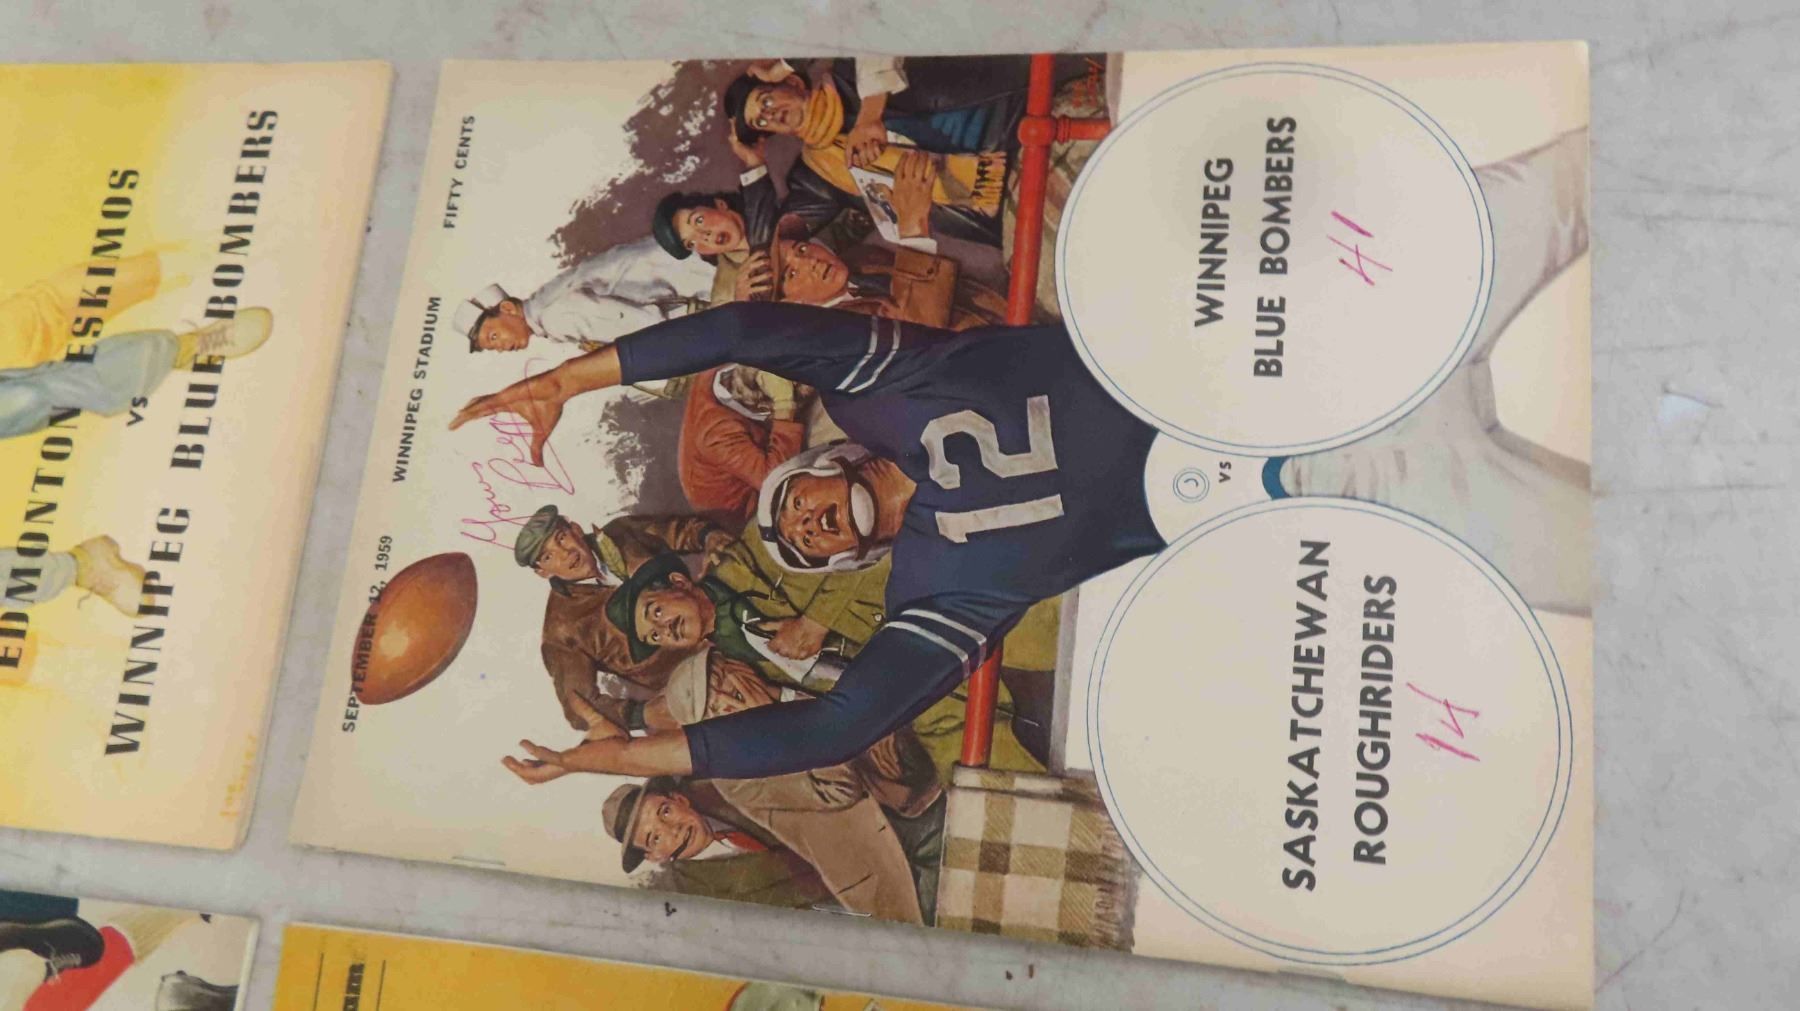 SEPTEMBER 12, 1959 WINNIPEG STADIUM FIFTY CENTS
12
WINNIPEG
BLUE BOMBERS
41
vs
SASKATCHEWAN
ROUGHRIDERS
14
EDMONTON ESKIMOS
vs
WINNIPEG BLUE BOMBERS